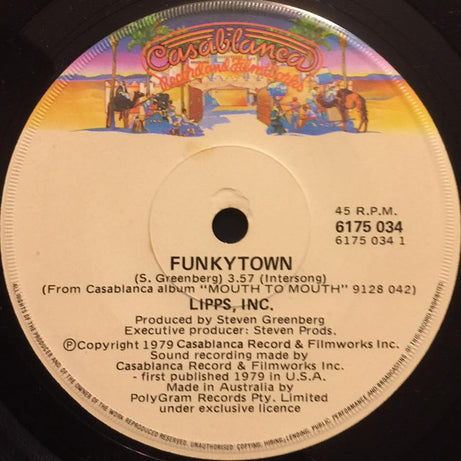 Casablanca
Record and FilmWorks
45 R.P.M.
6175 034
6175 034 1
FUNKYTOWN
(S. Greenberg) 3.57 (Intersong)
(From Casablanca album "MOUTH TO MOUTH" 9128 042)
LIPPS, INC.
Produced by Steven Greenberg
Executive producer: Steven Prods.
ⓅCopyright 1979 Casablanca Record & Filmworks Inc.
Sound recording made by
Casablanca Record & Filmworks Inc.
- first published 1979 in U.S.A.
Made in Australia by
PolyGram Records Pty. Limited
under exclusive licence
ALL RIGHTS OF THE PRODUCER AND OF THE OWNER OF THE WORK REPRODUCED RESERVED. UNAUTHORISED COPYING, HIRING, LENDING, PUBLIC PERFORMANCE AND BROADCASTING OF THIS RECORD PROHIBITED